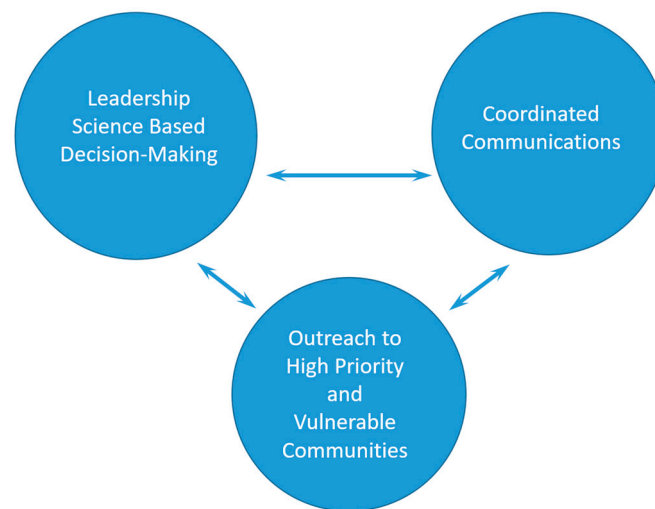 Leadership
Science Based
Decision-Making
Coordinated
Communications
Outreach to
High Priority
and
Vulnerable
Communities